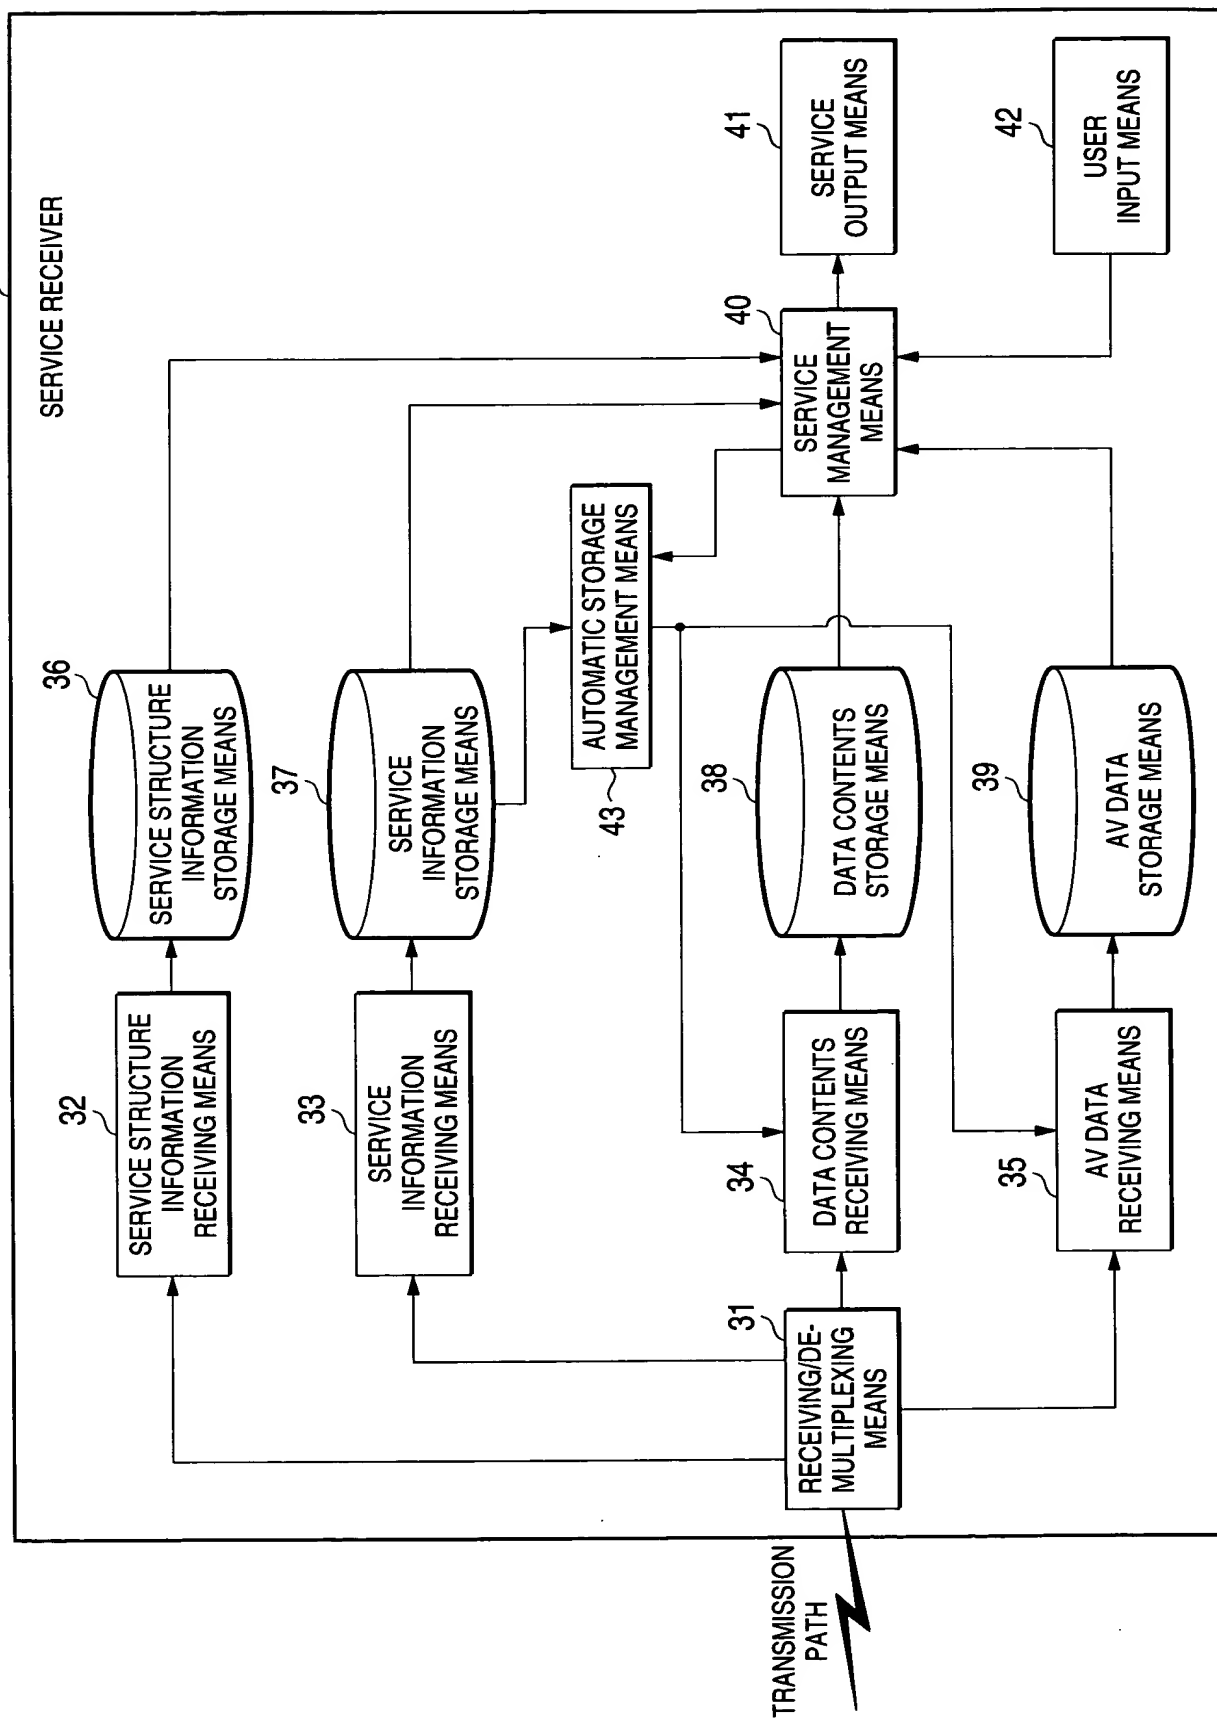 SERVICE RECEIVER
32
SERVICE STRUCTURE
INFORMATION
RECEIVING MEANS
36
SERVICE STRUCTURE
INFORMATION
STORAGE MEANS
33
SERVICE
INFORMATION
RECEIVING MEANS
37
SERVICE
INFORMATION
STORAGE MEANS
43
AUTOMATIC STORAGE
MANAGEMENT MEANS
TRANSMISSION
PATH
31
RECEIVING/DE-
MULTIPLEXING
MEANS
34
DATA CONTENTS
RECEIVING MEANS
38
DATA CONTENTS
STORAGE MEANS
40
SERVICE
MANAGEMENT
MEANS
41
SERVICE
OUTPUT MEANS
35
AV DATA
RECEIVING MEANS
39
AV DATA
STORAGE MEANS
42
USER
INPUT MEANS